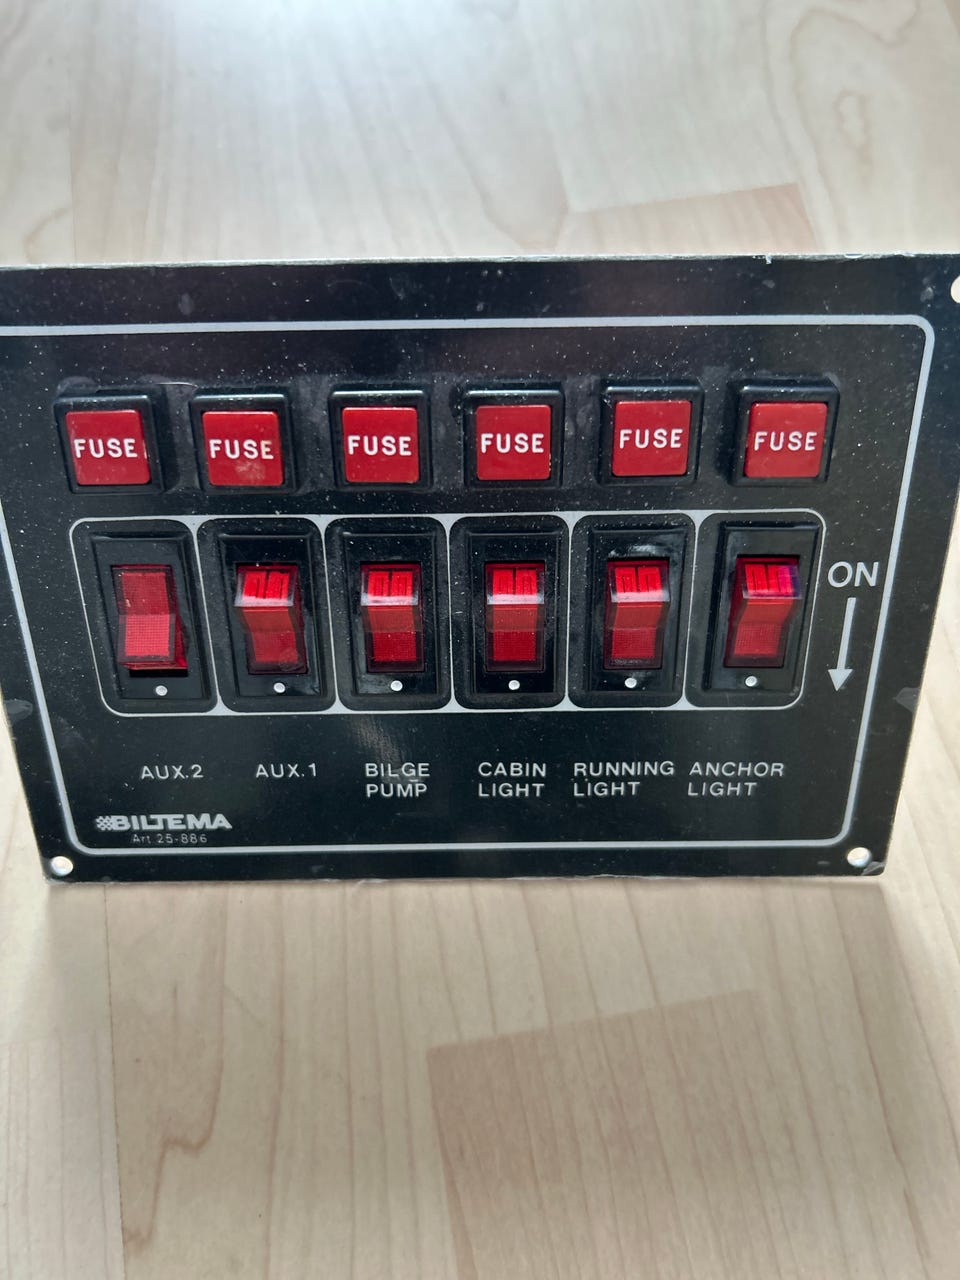 FUSE FUSE FUSE FUSE FUSE FUSE
ON
AUX.2 AUX.1 BILGE PUMP CABIN LIGHT RUNNING LIGHT ANCHOR LIGHT
BILTEMA
Art.25-886